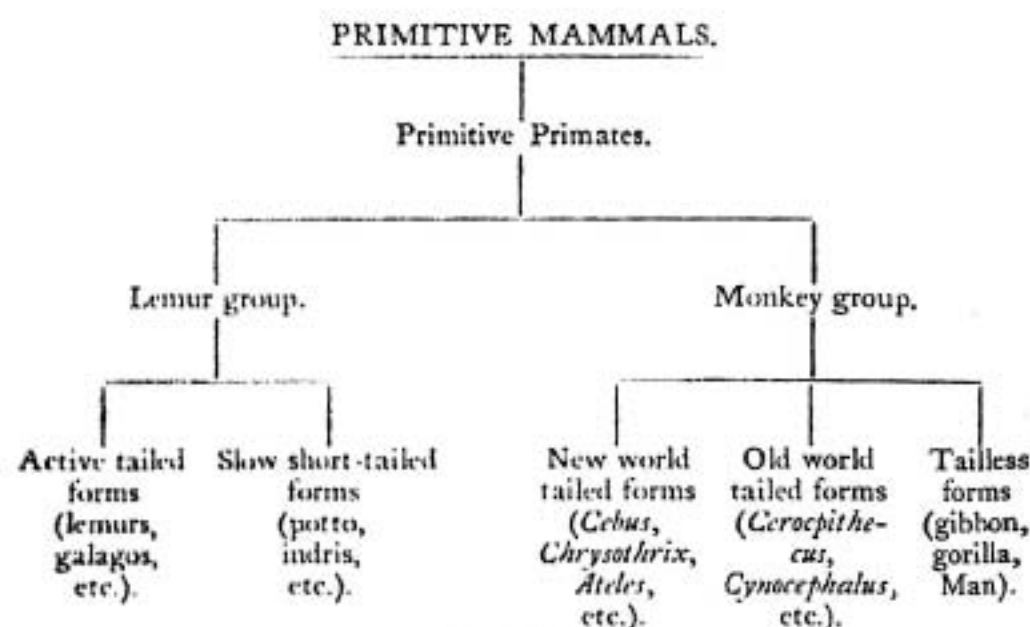 PRIMITIVE MAMMALS.
Primitive Primates.
Lemur group.
Monkey group.
Active tailed
forms
(lemurs,
galagos,
etc.).
Slow short-tailed
forms
(potto,
indris,
etc.).
New world
tailed forms
(Cebus,
Chrysothrix,
Ateles,
etc.).
Old world
tailed forms
(Cerocpithe-
cus,
Cynocephalus,
etc.).
Tailless
forms
(gibbon,
gorilla,
Man).